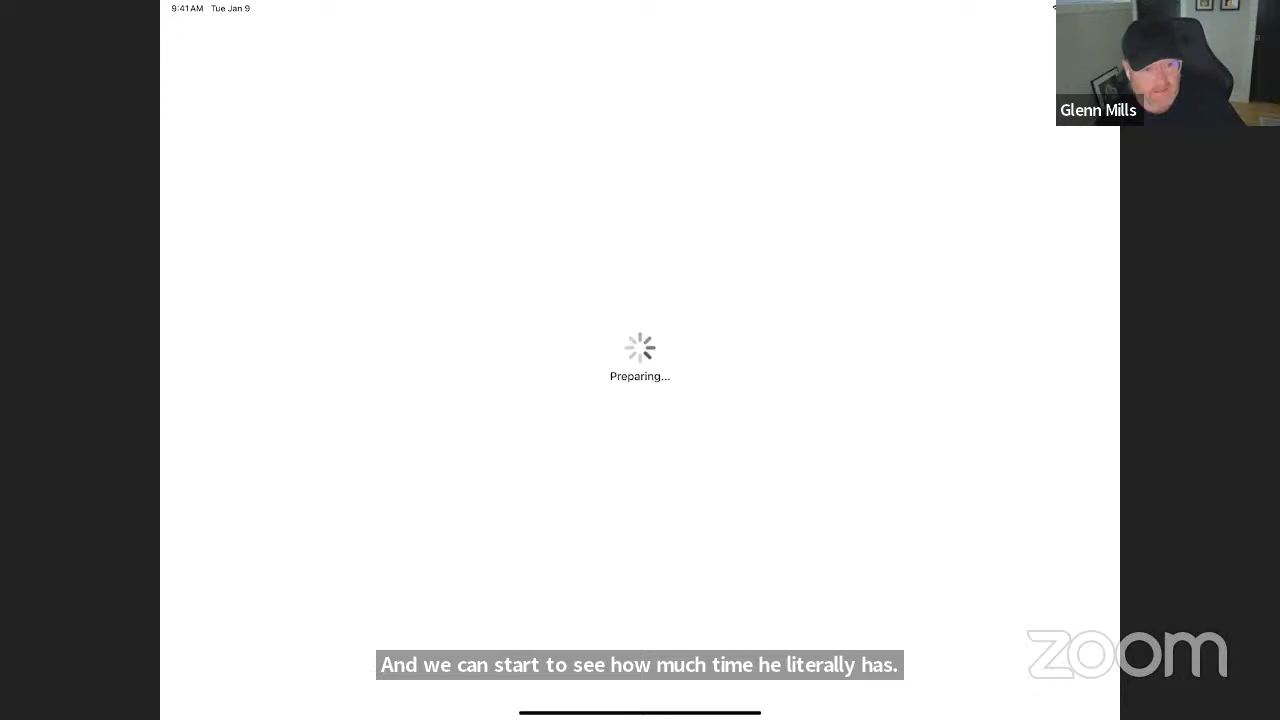 9:41 AM Tue Jan 9
Glenn Mills
Preparing...
And we can start to see how much time he literally has.
zoom